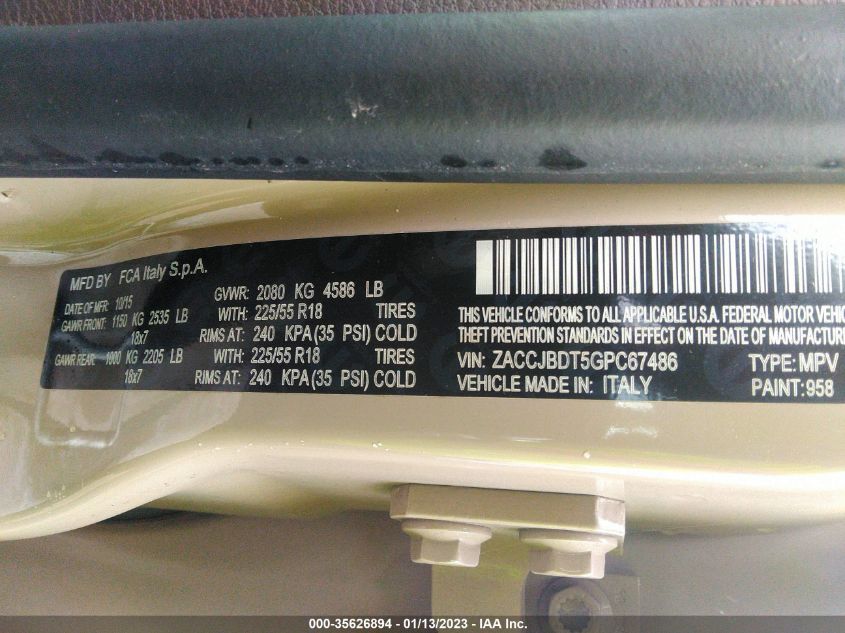 MFD BY FCA Italy S.p.A.
DATE OF MFR: 10/15 GVWR: 2080 KG 4586 LB
GAWR FRONT: 1150 KG 2535 LB WITH: 225/55 R18 TIRES
18x7 RIMS AT: 240 KPA(35 PSI) COLD
GAWR REAR: 1000 KG 2205 LB WITH: 225/55 R18 TIRES
18x7 RIMS AT: 240 KPA(35 PSI) COLD
THIS VEHICLE CONFORMS TO ALL APPLICABLE U.S.A. FEDERAL MOTOR VEHIC
THEFT PREVENTION STANDARDS IN EFFECT ON THE DATE OF MANUFACTURE
VIN: ZACCJBDT5GPC67486 TYPE: MPV
VEHICLE MADE IN: ITALY PAINT:958
000-35626894 - 01/13/2023 - IAA Inc.